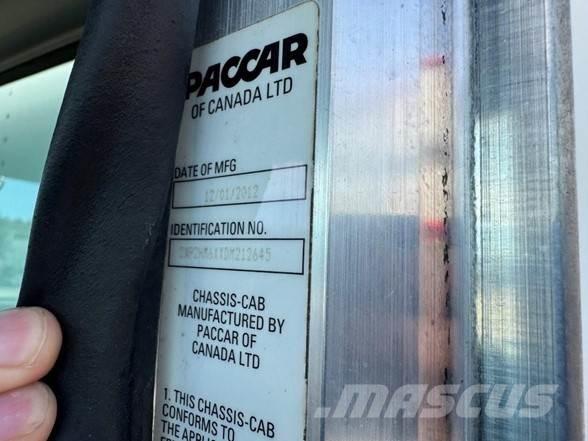 PACCAR
OF CANADA LTD
DATE OF MFG
12/01/2012
IDENTIFICATION NO.
CHASSIS-CAB
MANUFACTURED BY
PACCAR OF
CANADA LTD
1. THIS CHASSIS-CAB
CONFORMS TO
MASCUS